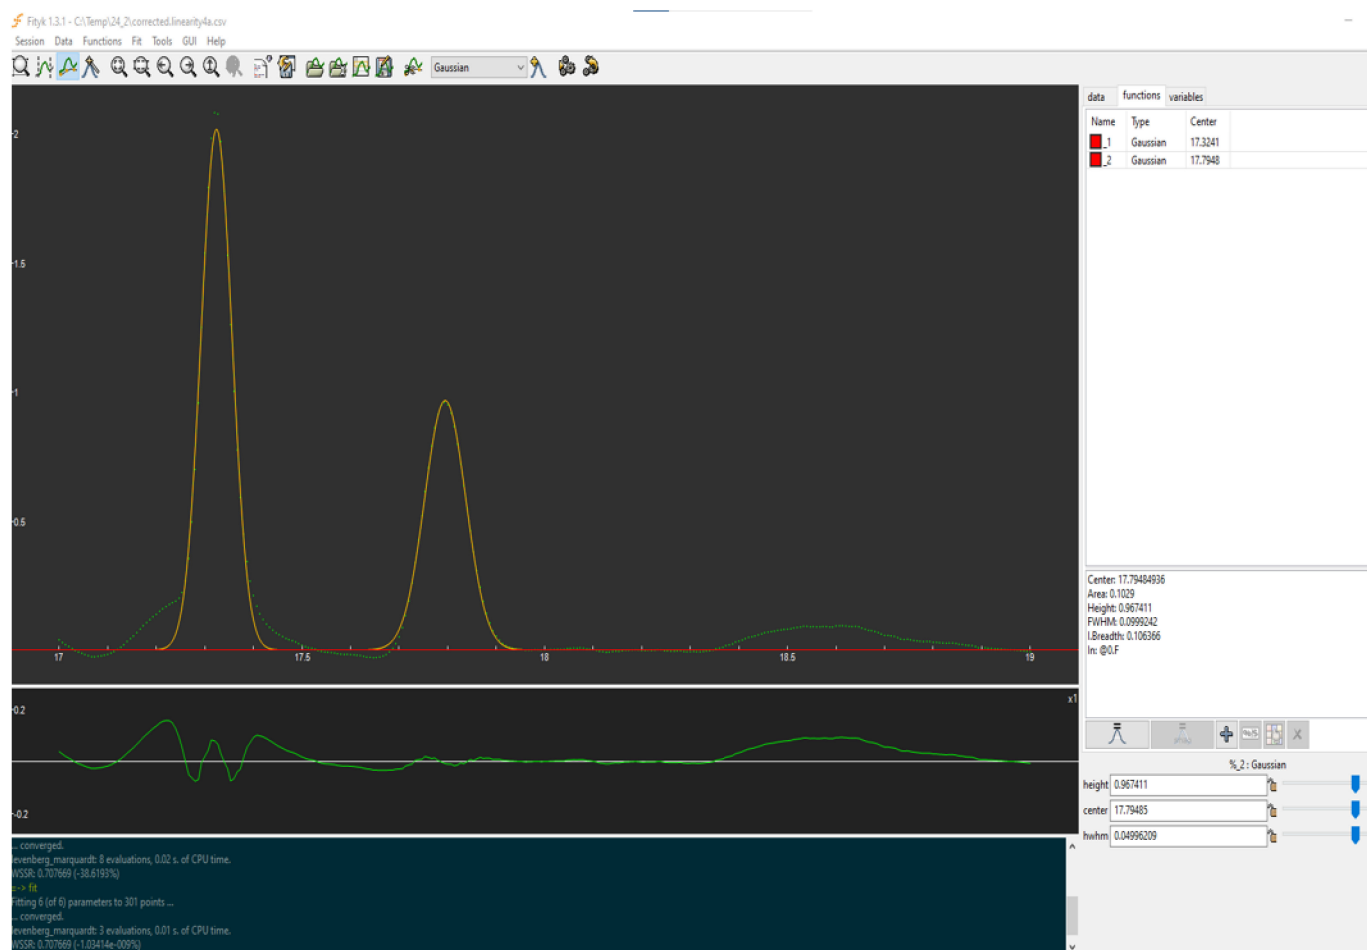 Fityk 1.3.1 - C:\Temp\24_2\corrected.linearity4a.csv
Session Data Functions Fit Tools GUI Help
Gaussian
data functions variables
Name Type Center
_1 Gaussian 17.3241
_2 Gaussian 17.7948
2
1.5
1
0.5
17 17.5 18 18.5 19
Center: 17.79484936
Area: 0.1029
Height: 0.967411
FWHM: 0.0999242
I.Breadth: 0.106366
In: @0.F
x1
0.2
-0.2
%_2 : Gaussian
height 0.967411
center 17.79485
hwhm 0.04996209
... converged.
levenberg_marquardt: 8 evaluations, 0.02 s. of CPU time.
WSSR: 0.707669 (-38.6193%)
=-> fit
Fitting 6 (of 6) parameters to 301 points ...
... converged.
levenberg_marquardt: 3 evaluations, 0.01 s. of CPU time.
WSSR: 0.707669 (-1.03414e-009%)